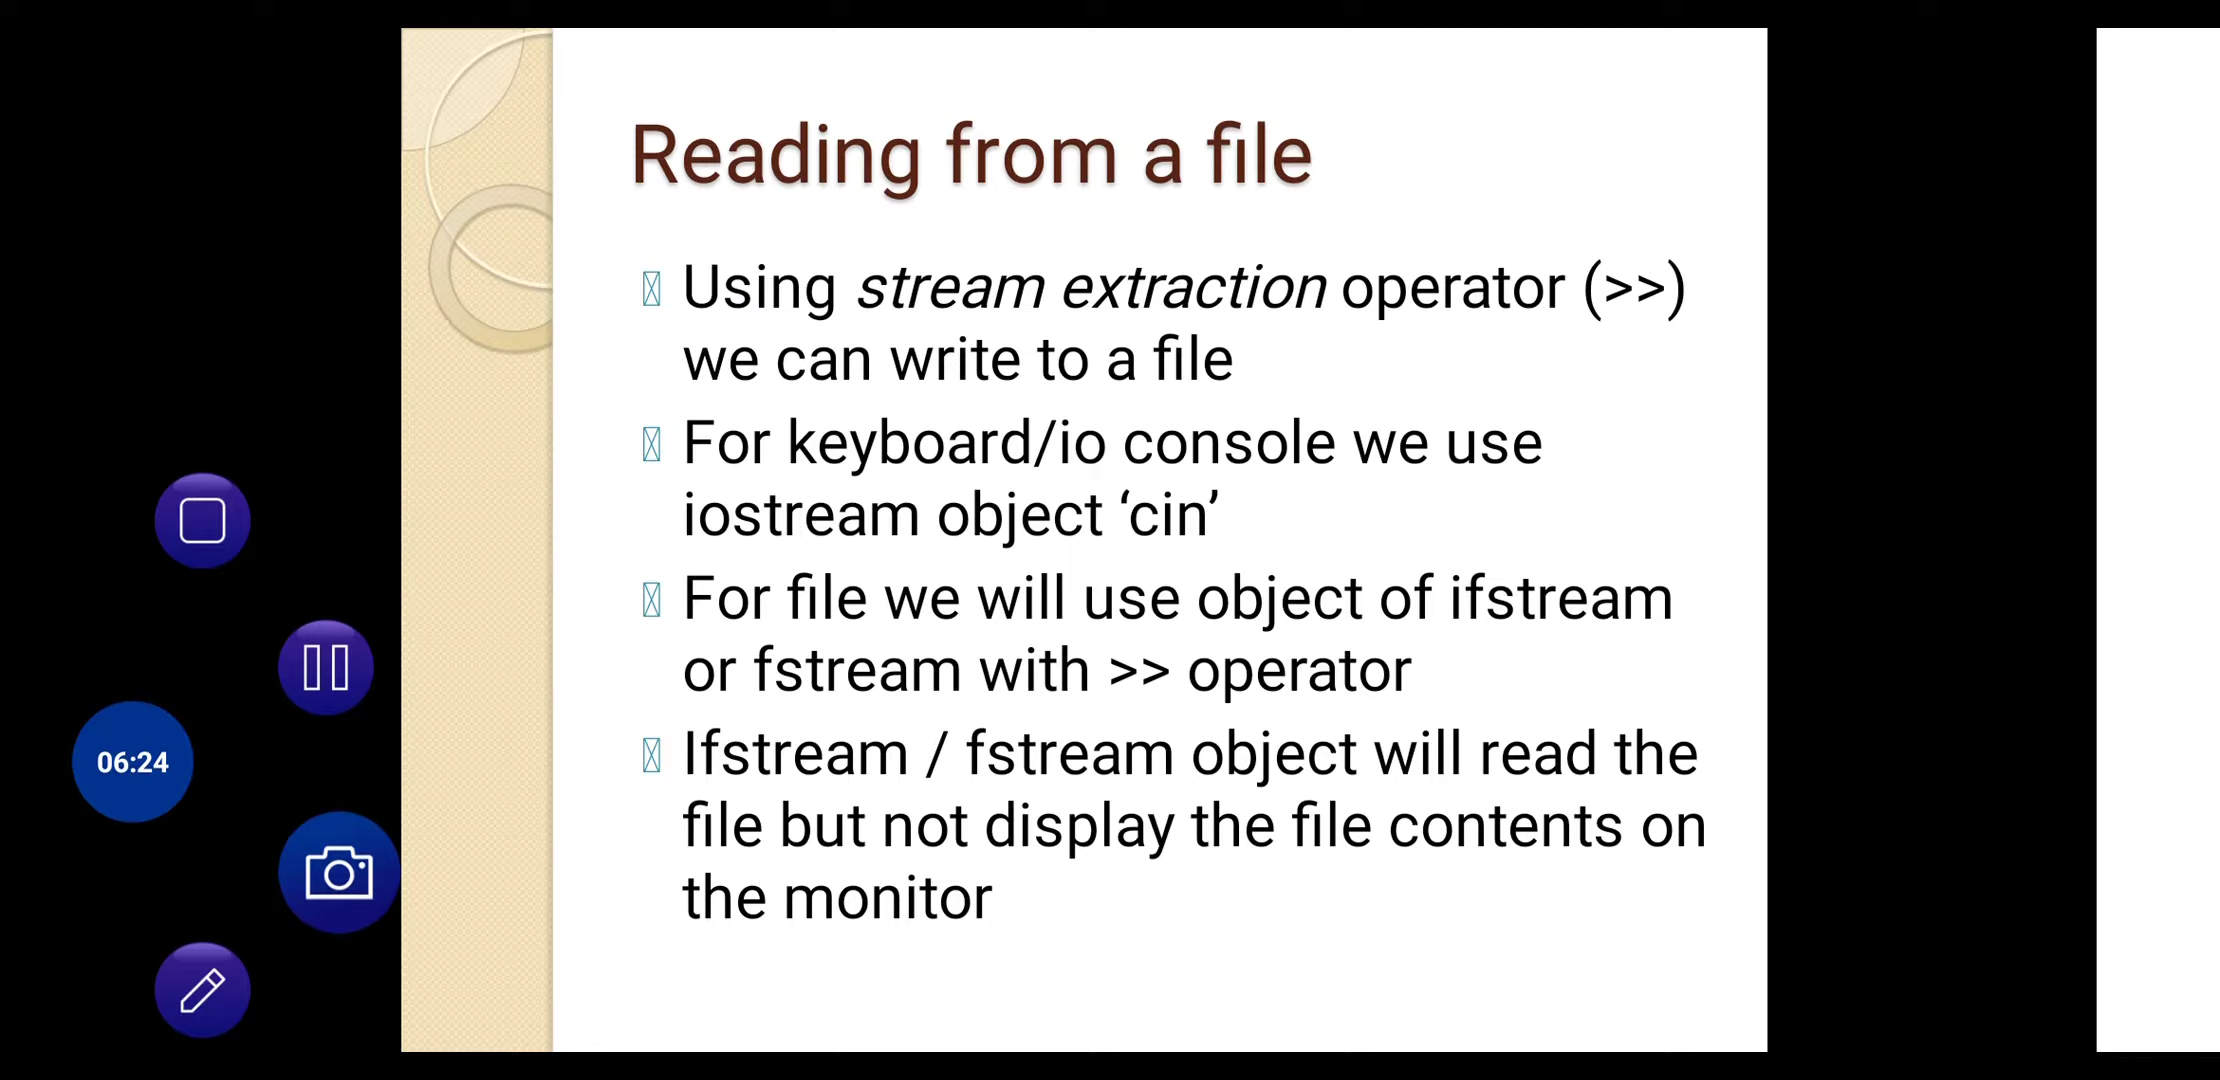 Reading from a file
Using stream extraction operator (>>)
we can write to a file
For keyboard/io console we use
iostream object ‘cin’
For file we will use object of ifstream
or fstream with >> operator
Ifstream / fstream object will read the
file but not display the file contents on
the monitor
06:24